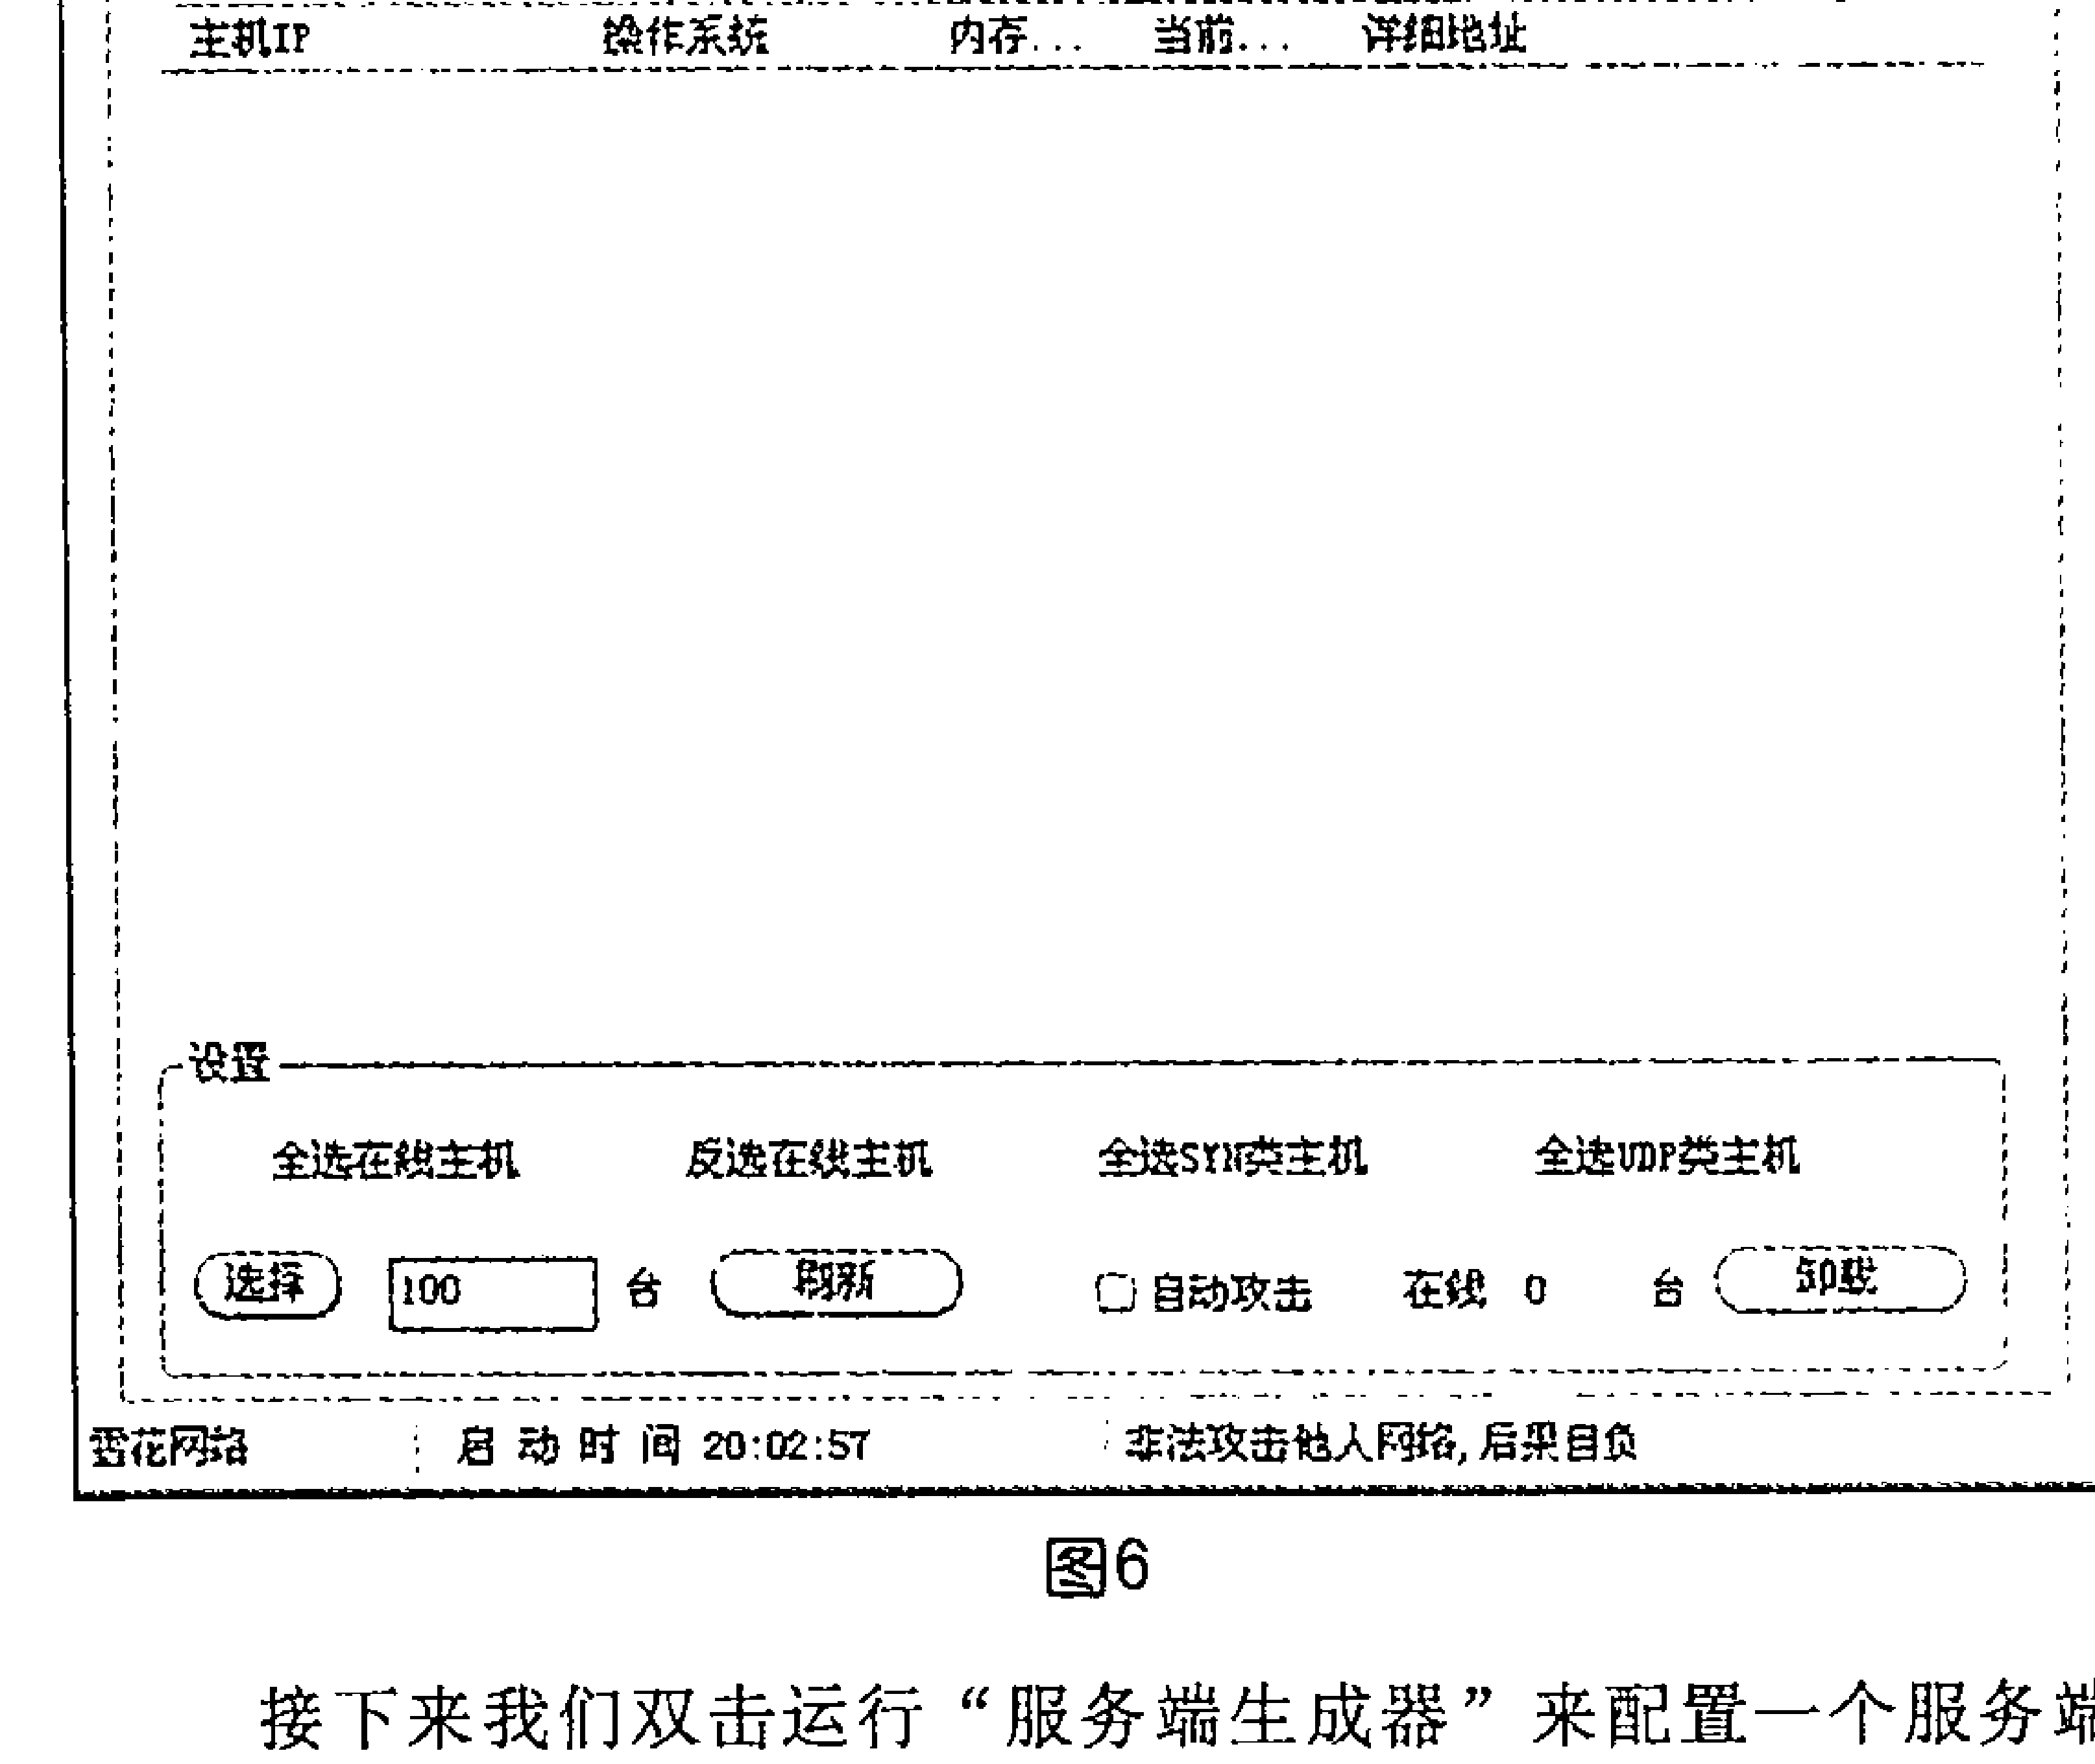 主机IP 操作系统 内存... 当前... 详细地址
设置
全选在线主机 反选在线主机 全选SYN类主机 全选UDP类主机
选择 100 台 刷新 自动攻击 在线 0 台 卸载
雪花网络 启动时间 20:02:57 非法攻击他人网络,后果自负
图6
接下来我们双击运行“服务端生成器”来配置一个服务端